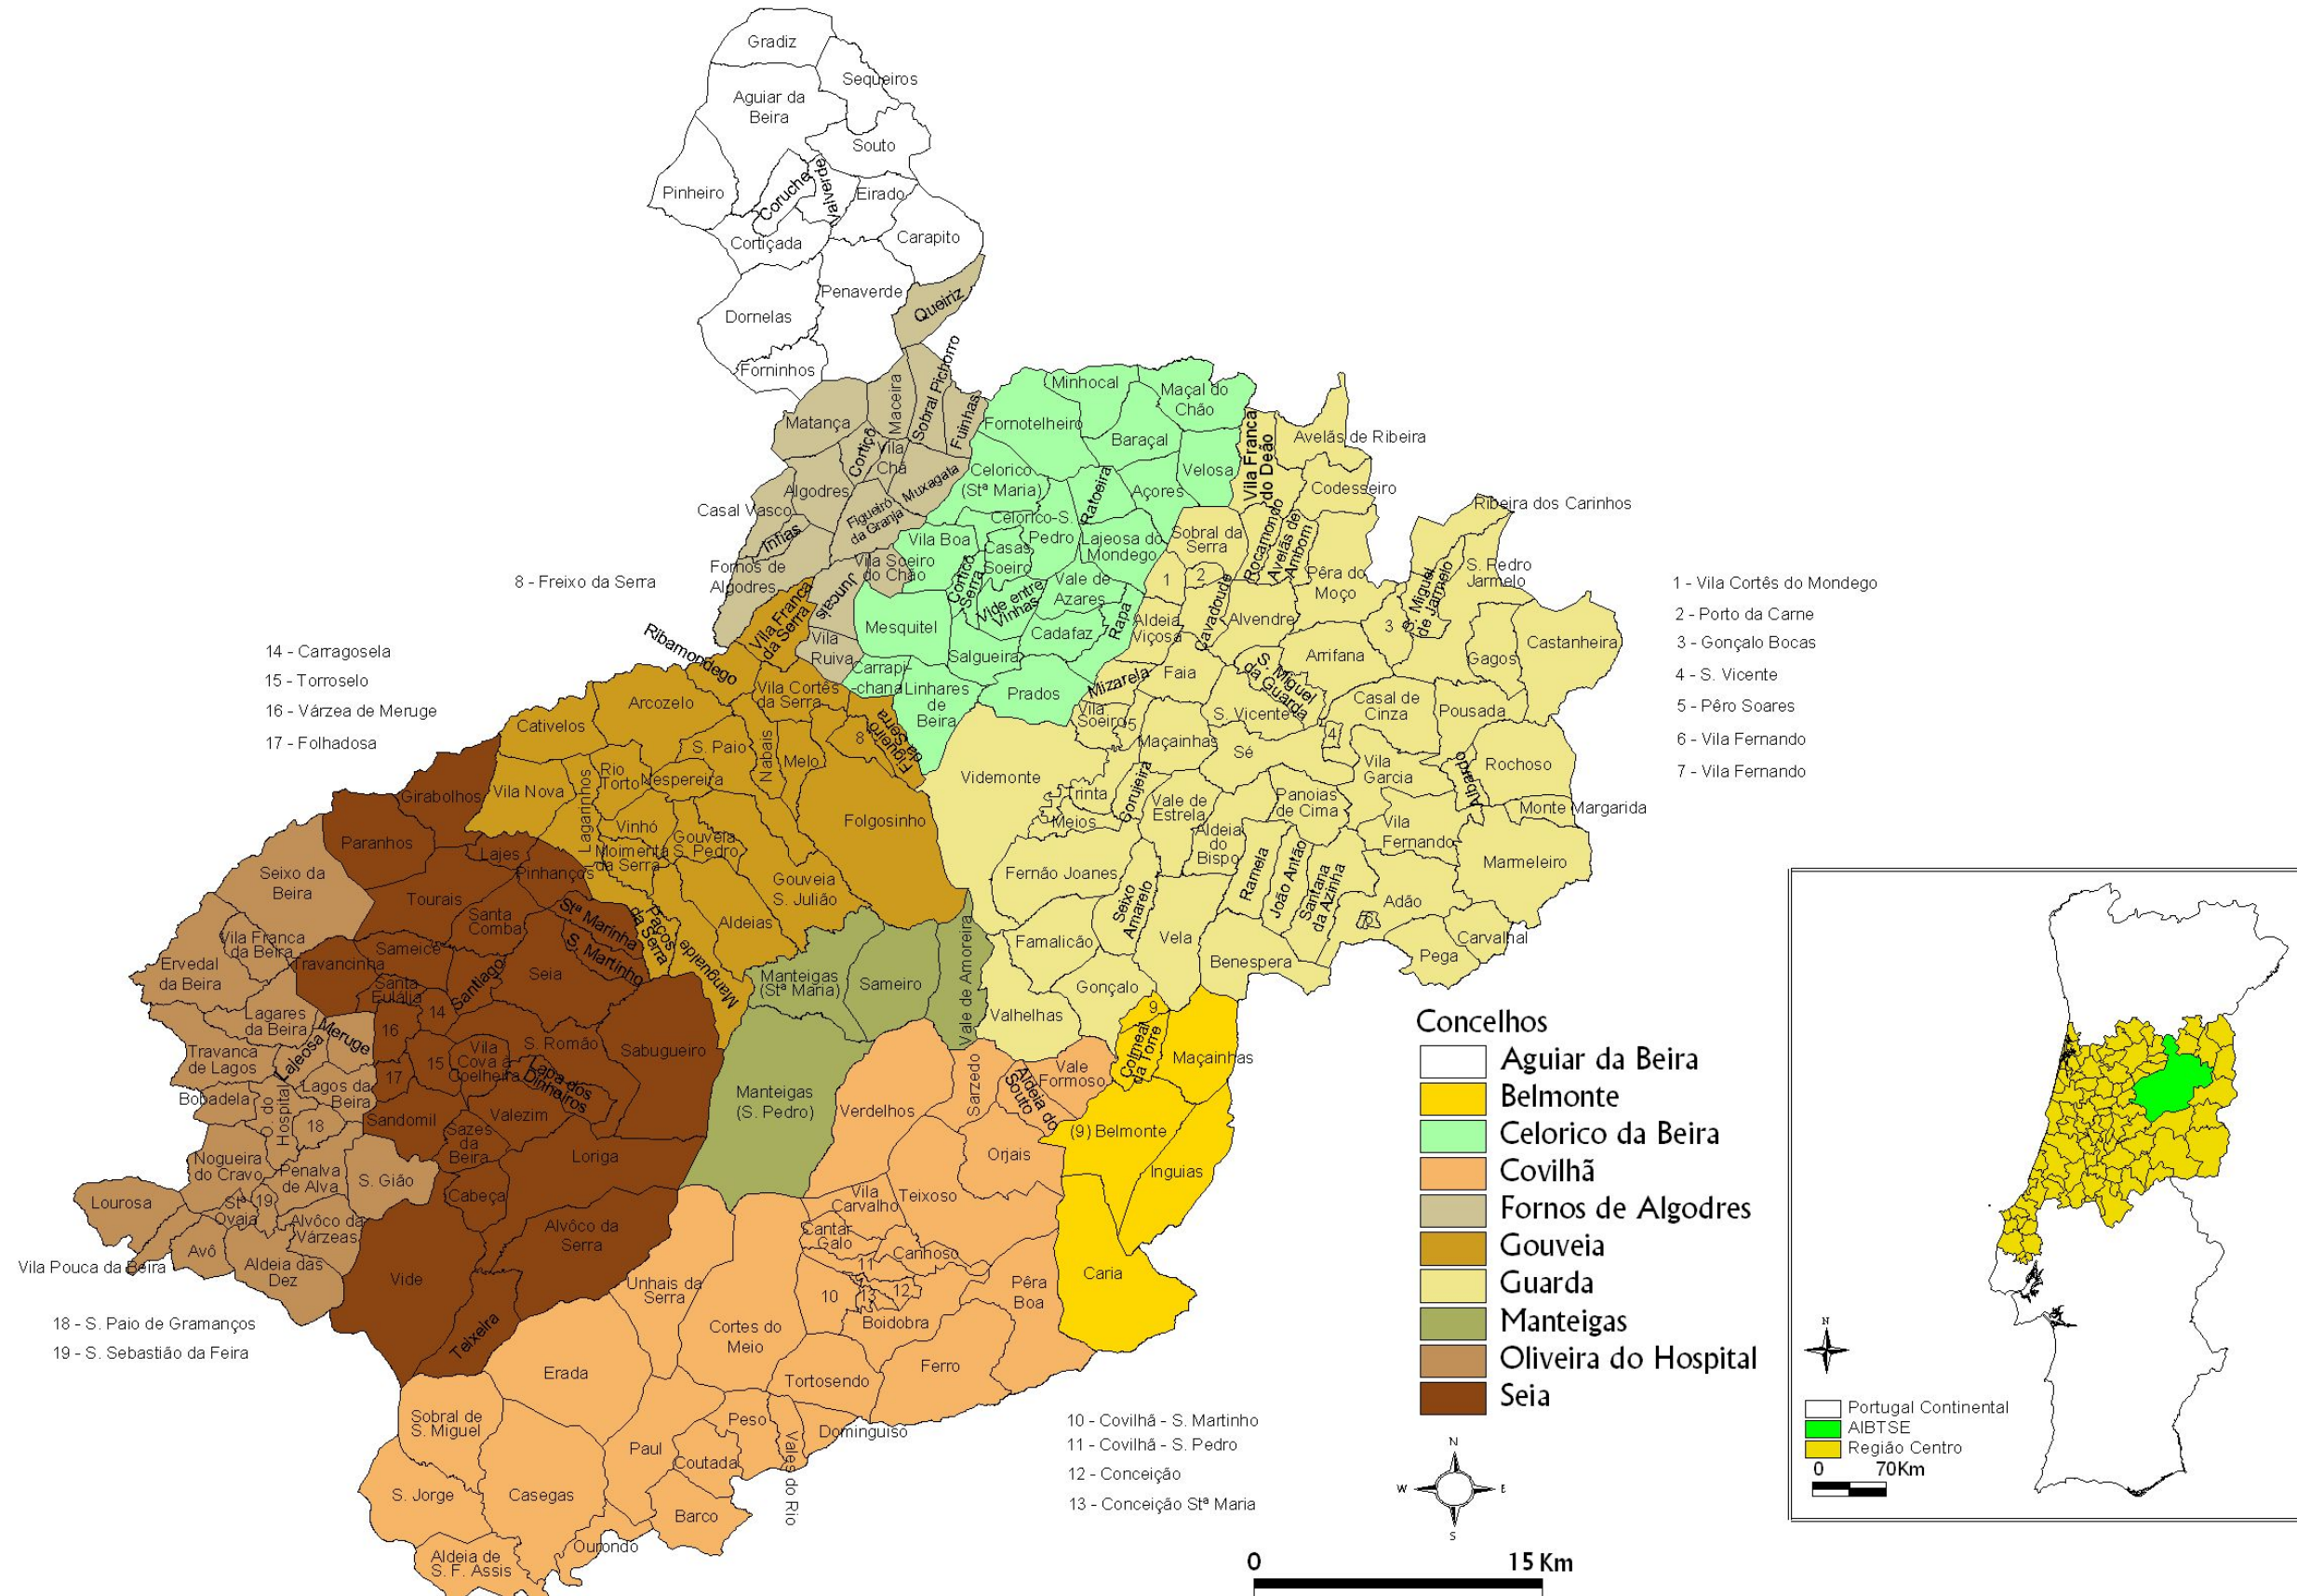 Gradiz
Sequeiros
Aguiar da
Beira
Souto
Pinheiro
Coruche
Valverde
Eirado
Cortiçada
Carapito
Penaverde
Queiriz
Dornelas
Forninhos
Matança
Maceira
Sobral Pichorro
Fuinhas
Cortiçô
Vila
Chã
Muxagata
Algodres
Casal Vasco
Figueiró
da Granja
Infias
Fornos de
Algodres
Juncais
Vila Soeiro
do Chão
Vila
Ruiva
Minhocal
Maçal do
Chão
Fornotelheiro
Baraçal
Velosa
Celorico
(Stª Maria)
Ratoeira
Açores
Celorico-S.
Pedro
Vila Boa
Casas
Soeiro
Lajeosa do
Mondego
Cortiçô
Serra
Vide entre
Vinhas
Vale de
Azares
Rapa
Mesquitel
Cadafaz
Salgueira
Carrapi-
-chana
Linhares
de
Beira
Prados
Vila Franca
do Deão
Avelãs de Ribeira
Codesseiro
Ribeira dos Carinhos
Sobral da
Serra
Rocamondo
Avelãs de
Ambom
1
2
Cavadoude
Pêra do
Moço
Miguel
de Jarmelo
S.
S. Pedro
Jarmelo
3
Aldeia
Viçosa
Alvendre
Arrifana
Gagos
Castanheira
Mizarela
Faia
S. Miguel
da Guarda
Casal de
Cinza
Pousada
Vila
Soeiro
5
Maçainhas
S. Vicente
4
Sé
Videmonte
Vila
Garcia
Albardo
Rochoso
Trinta
Corujeira
Meios
Vale de
Estrela
Panoias
de Cima
Monte Margarida
Aldeia
do
Bispo
Vila
Fernando
Marmeleiro
Fernão Joanes
Seixo
Amarelo
Ramela
João Antão
Santana
da Azinha
Adão
Famalicão
Vela
Carvalhal
Pega
Benespera
Gonçalo
Valhelhas
8 - Freixo da Serra
14 - Carragosela
15 - Torroselo
16 - Várzea de Meruge
17 - Folhadosa
1 - Vila Cortês do Mondego
2 - Porto da Carne
3 - Gonçalo Bocas
4 - S. Vicente
5 - Pêro Soares
6 - Vila Fernando
7 - Vila Fernando
Ribamondego
Vila Franca
da Serra
Vila Cortês
da Serra
Arcozelo
Cativelos
S. Paio
Nabais
Melo
8
Figueiró
da Serra
Rio
Torto
Nespereira
Vila Nova
Lagarinhos
Vinhó
Gouveia
S. Pedro
Folgosinho
Moimenta
da Serra
Gouveia
S. Julião
Aldeias
Paços
da Serra
Mangualde
Girabolhos
Paranhos
Lajes
Pinhanços
Tourais
Santa
Comba
Stª Marinha
S. Martinho
Sameice
Travancinha
Santa
Eulália
Santiago
Seia
14
16
15
17
Vila
Cova à
Coelheira
S. Romão
Lapa dos
Dinheiros
Sabugueiro
Sandomil
Valezim
Sazes
da
Beira
Loriga
Cabeça
Alvôco da
Serra
Vide
Teixeira
Seixo da
Beira
Vila Franca
da Beira
Ervedal
da Beira
Lagares
da Beira
Meruge
Lajeosa
Travanca
de Lagos
Lagos da
Beira
Bobadela
O. do
Hospital
18
Nogueira
do Cravo
Penalva
de Alva
S. Gião
Lourosa
Stª
Ovaia
19
Alvôco da
Várzeas
Avô
Aldeia das
Dez
Vila Pouca da Beira
18 - S. Paio de Gramanços
19 - S. Sebastião da Feira
Manteigas
(Stª Maria)
Sameiro
Vale de Amoreira
Manteigas
(S. Pedro)
Verdelhos
Sarzedo
Aldeia do
Souto
Vale
Formoso
Orjais
Teixoso
Vila
Carvalho
Cantar
Galo
Canhoso
11
10
13
12
Boidobra
Pêra
Boa
Unhais da
Serra
Cortes do
Meio
Ferro
Tortosendo
Erada
Peso
Dominguiso
Vales do Rio
Sobral de
S. Miguel
Paul
Coutada
S. Jorge
Casegas
Barco
Ourondo
Aldeia de
S. F. Assis
9
Colmeal
da Torre
Maçainhas
(9) Belmonte
Inguias
Caria
10 - Covilhã - S. Martinho
11 - Covilhã - S. Pedro
12 - Conceição
13 - Conceição Stª Maria
Concelhos
Aguiar da Beira
Belmonte
Celorico da Beira
Covilhã
Fornos de Algodres
Gouveia
Guarda
Manteigas
Oliveira do Hospital
Seia
N
W
E
S
0
15 Km
N
Portugal Continental
AIBTSE
Região Centro
0
70Km